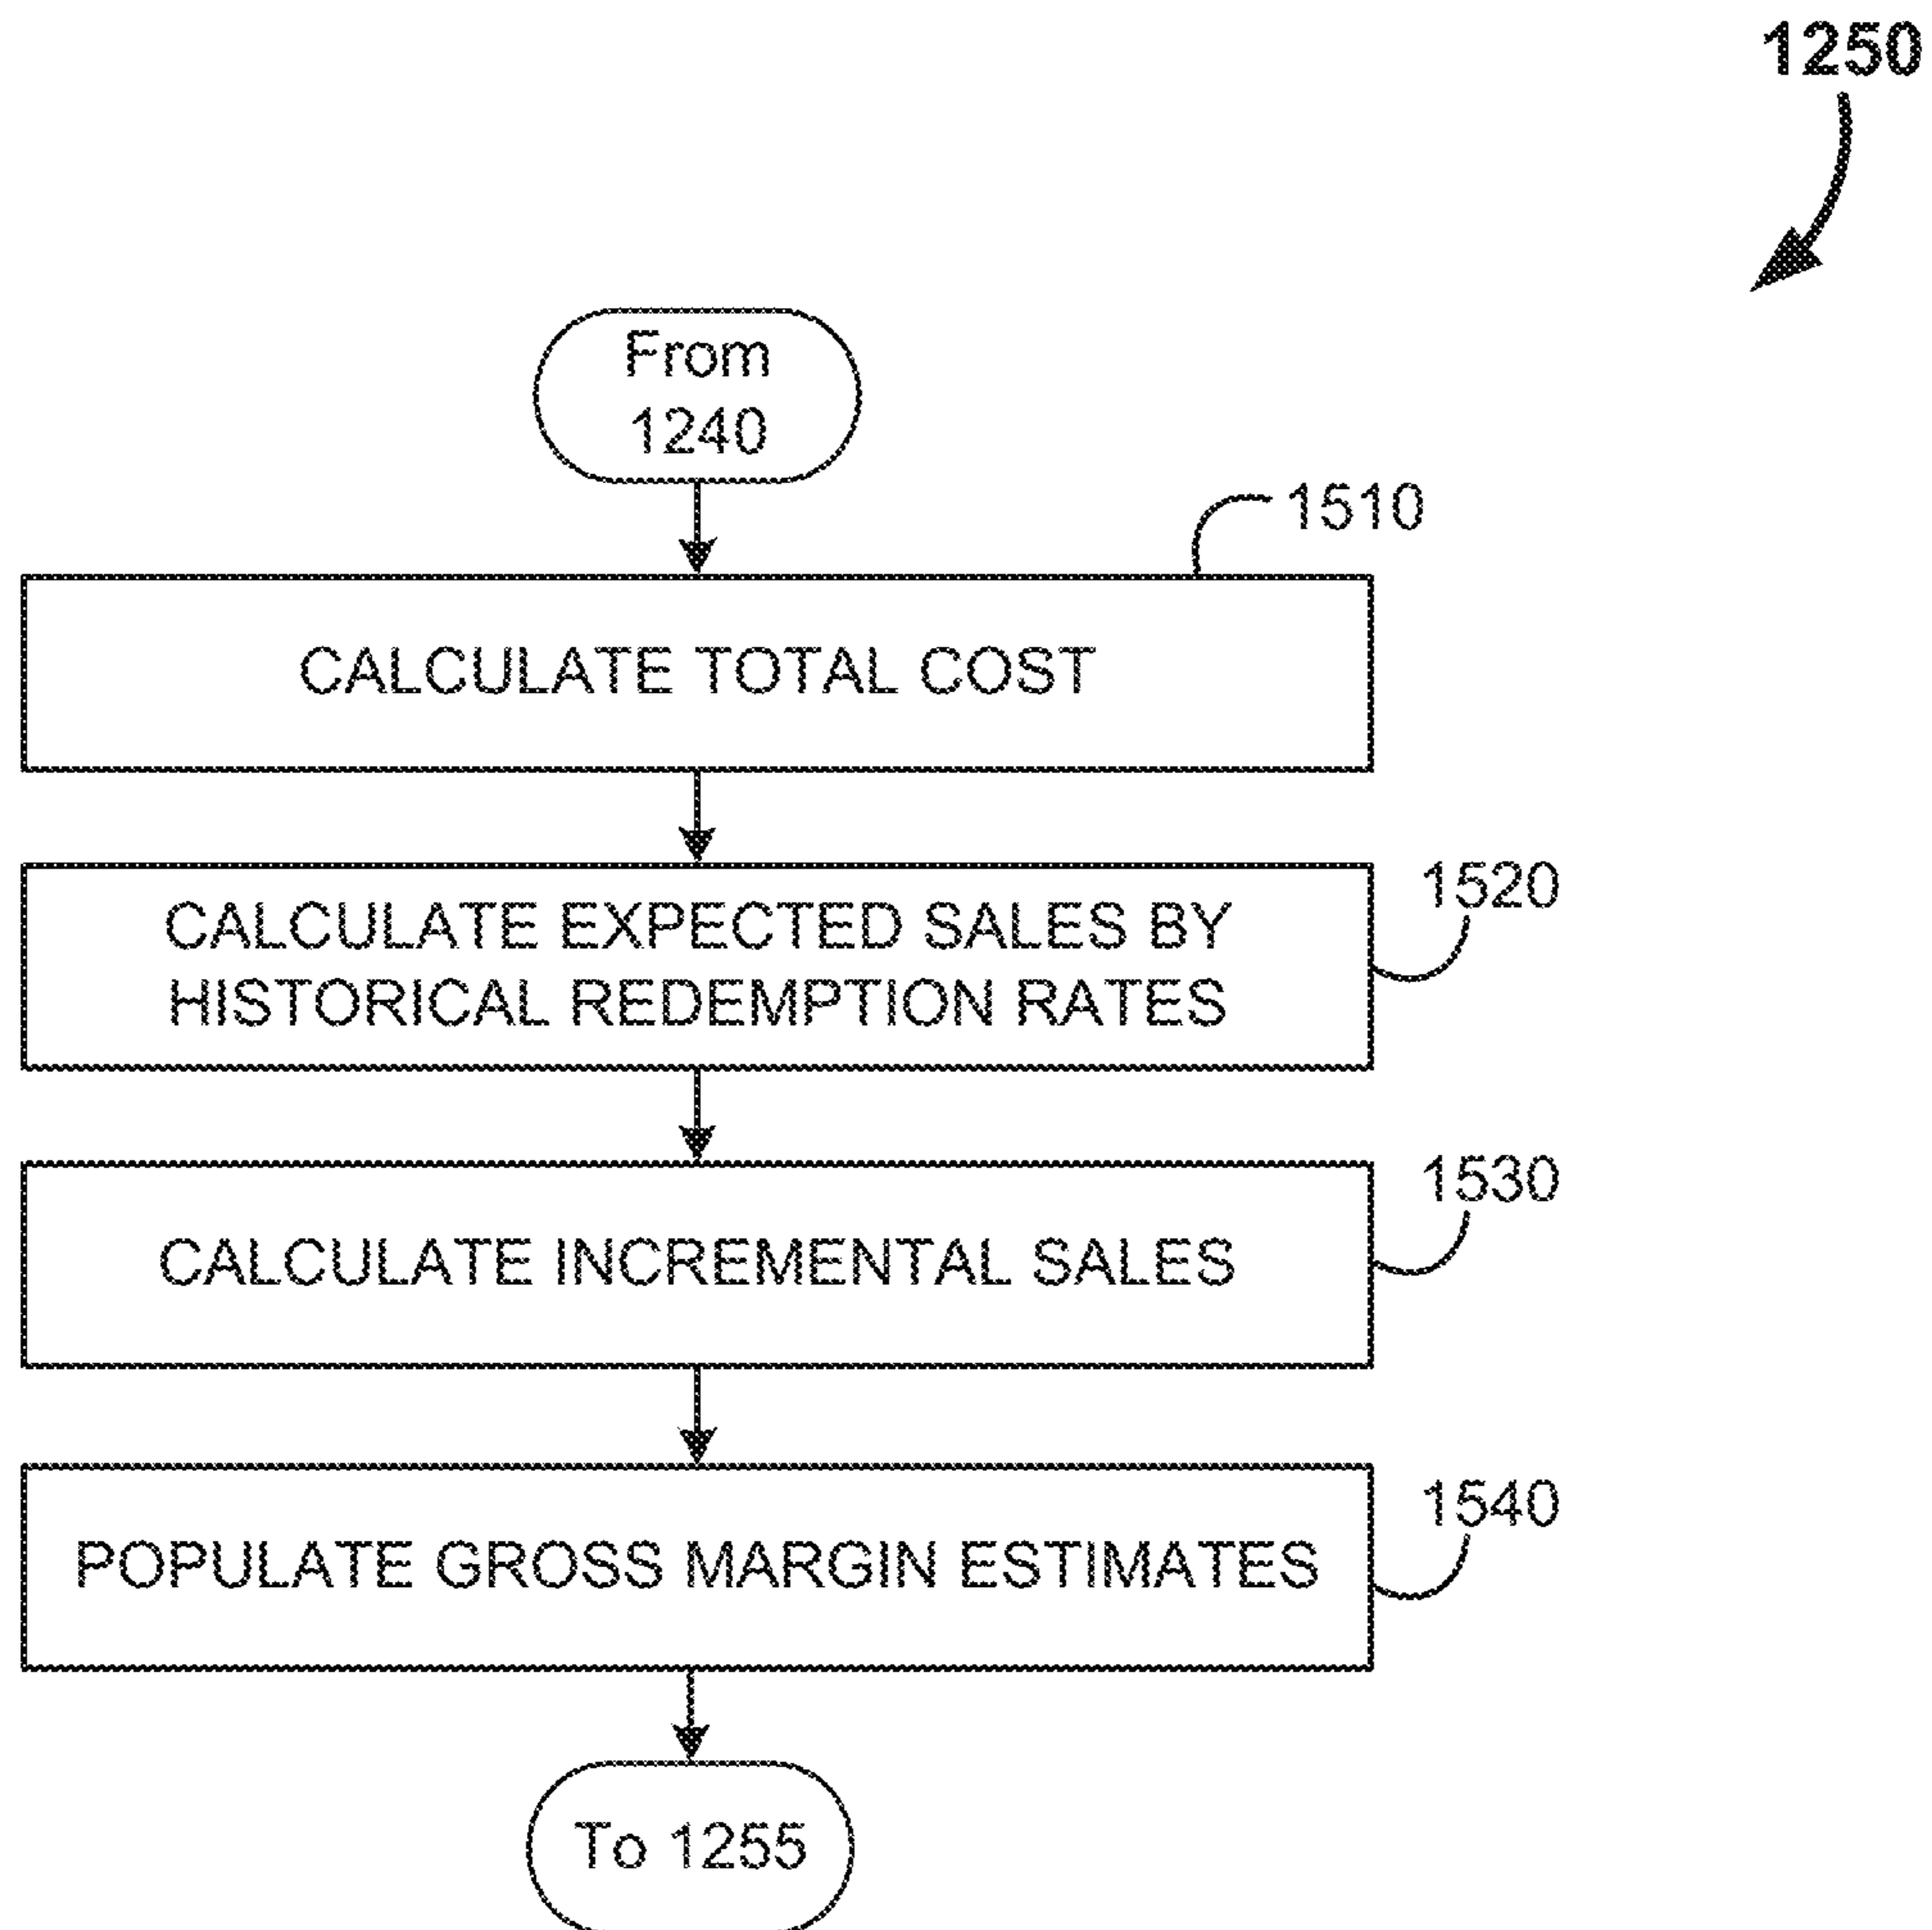 1250
From
1240
1510
CALCULATE TOTAL COST
1520
CALCULATE EXPECTED SALES BY
HISTORICAL REDEMPTION RATES
1530
CALCULATE INCREMENTAL SALES
1540
POPULATE GROSS MARGIN ESTIMATES
To 1255